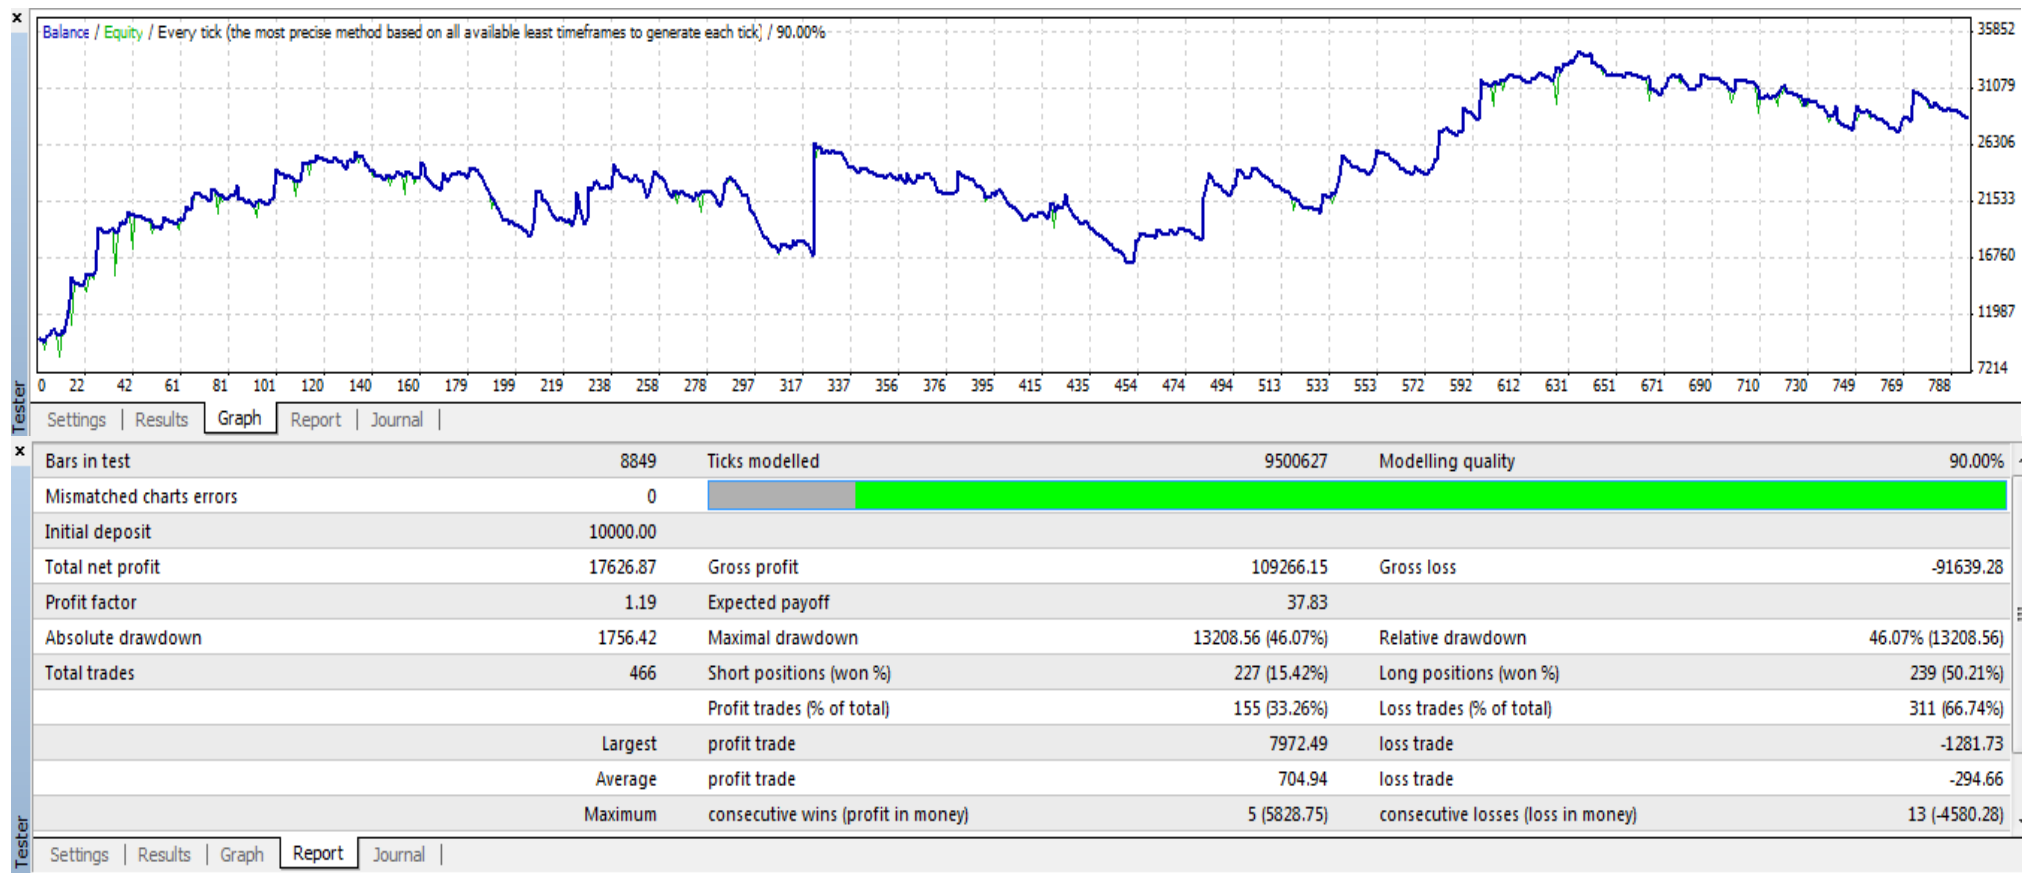 x
Balance / Equity / Every tick (the most precise method based on all available least timeframes to generate each tick) / 90.00%
35852
31079
26306
21533
16760
11987
7214
0 22 42 61 81 101 120 140 160 179 199 219 238 258 278 297 317 337 356 376 395 415 435 454 474 494 513 533 553 572 592 612 631 651 671 690 710 730 749 769 788
Tester
Settings | Results | Graph | Report | Journal |
x
Bars in test 8849 Ticks modelled 9500627 Modelling quality 90.00%
Mismatched charts errors 0
Initial deposit 10000.00
Total net profit 17626.87 Gross profit 109266.15 Gross loss -91639.28
Profit factor 1.19 Expected payoff 37.83
Absolute drawdown 1756.42 Maximal drawdown 13208.56 (46.07%) Relative drawdown 46.07% (13208.56)
Total trades 466 Short positions (won %) 227 (15.42%) Long positions (won %) 239 (50.21%)
Profit trades (% of total) 155 (33.26%) Loss trades (% of total) 311 (66.74%)
Largest profit trade 7972.49 loss trade -1281.73
Average profit trade 704.94 loss trade -294.66
Maximum consecutive wins (profit in money) 5 (5828.75) consecutive losses (loss in money) 13 (-4580.28)
Tester
Settings | Results | Graph | Report | Journal |